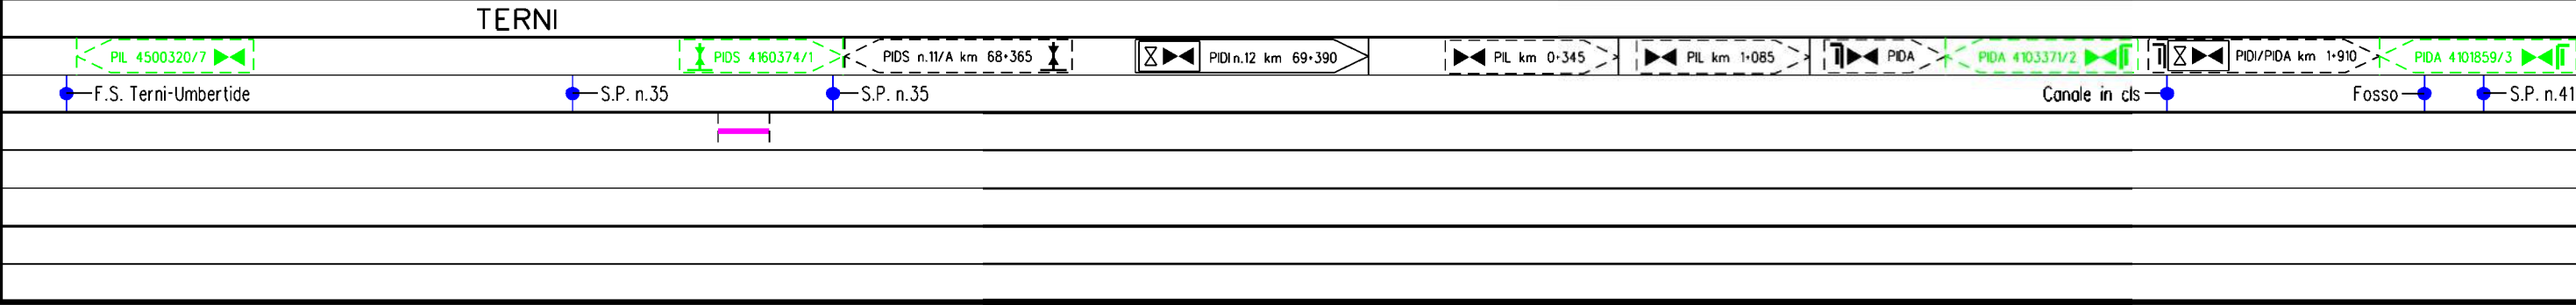 TERNI
PIL 4500320/7
PIDS 4160374/1
PIDS n.11/A km 68+365
PIDI n.12 km 69+390
PIL km 0+345
PIL km 1+085
PIDA
PIDA 4103371/2
PIDI/PIDA km 1+910
PIDA 4101859/3
F.S. Terni-Umbertide
S.P. n.35
S.P. n.35
Canale in cls
Fosso
S.P. n.41